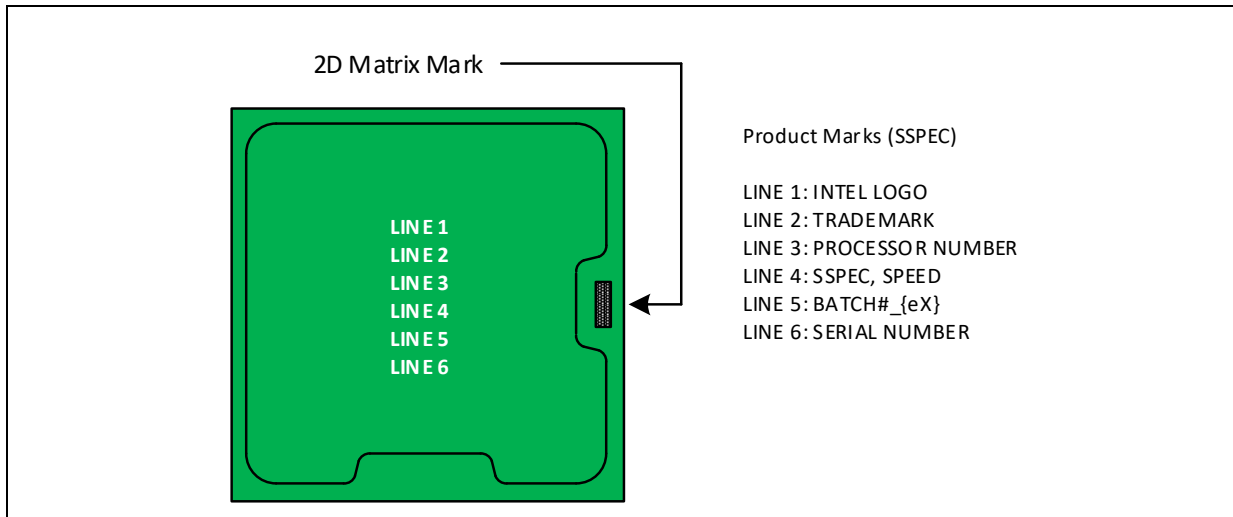 2D Matrix Mark
LINE 1
LINE 2
LINE 3
LINE 4
LINE 5
LINE 6
Product Marks (SSPEC)
LINE 1: INTEL LOGO
LINE 2: TRADEMARK
LINE 3: PROCESSOR NUMBER
LINE 4: SSPEC, SPEED
LINE 5: BATCH#_{eX}
LINE 6: SERIAL NUMBER